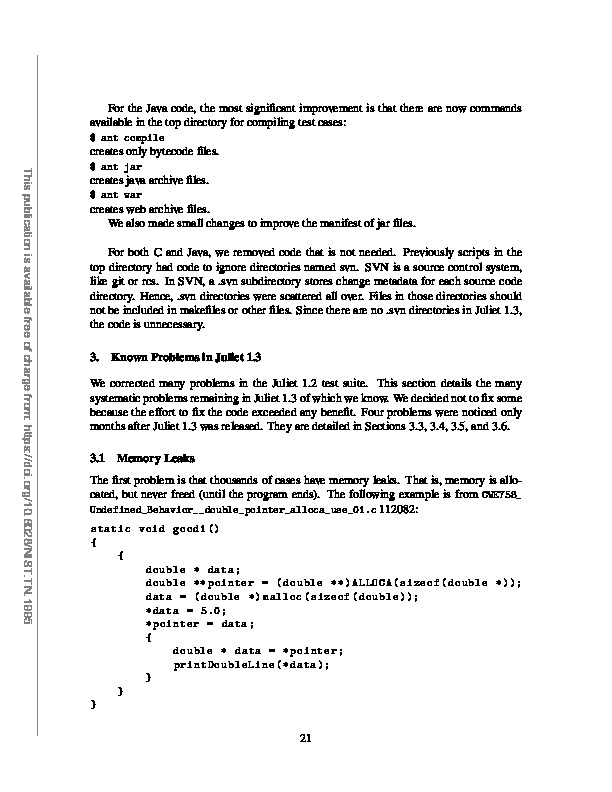 For the Java code, the most significant improvement is that there are now commands
available in the top directory for compiling test cases:
$ ant compile
creates only bytecode files.
$ ant jar
creates java archive files.
$ ant war
creates web archive files.
We also made small changes to improve the manifest of jar files.
For both C and Java, we removed code that is not needed. Previously scripts in the
top directory had code to ignore directories named svn. SVN is a source control system,
like git or rcs. In SVN, a .svn subdirectory stores change metadata for each source code
directory. Hence, .svn directories were scattered all over. Files in those directories should
not be included in makefiles or other files. Since there are no .svn directories in Juliet 1.3,
the code is unnecessary.
3. Known Problems in Juliet 1.3
We corrected many problems in the Juliet 1.2 test suite. This section details the many
systematic problems remaining in Juliet 1.3 of which we know. We decided not to fix some
because the effort to fix the code exceeded any benefit. Four problems were noticed only
months after Juliet 1.3 was released. They are detailed in Sections 3.3, 3.4, 3.5, and 3.6.
3.1 Memory Leaks
The first problem is that thousands of cases have memory leaks. That is, memory is allo-
cated, but never freed (until the program ends). The following example is from CWE758_
Undefined_Behavior__double_pointer_alloca_use_01.c 112082:
static void good1()
{
{
double * data;
double **pointer = (double **)ALLOCA(sizeof(double *));
data = (double *)malloc(sizeof(double));
*data = 5.0;
*pointer = data;
{
double * data = *pointer;
printDoubleLine(*data);
}
}
}
21
This publication is available free of charge from: https://doi.org/10.6028/NIST.TN.1995